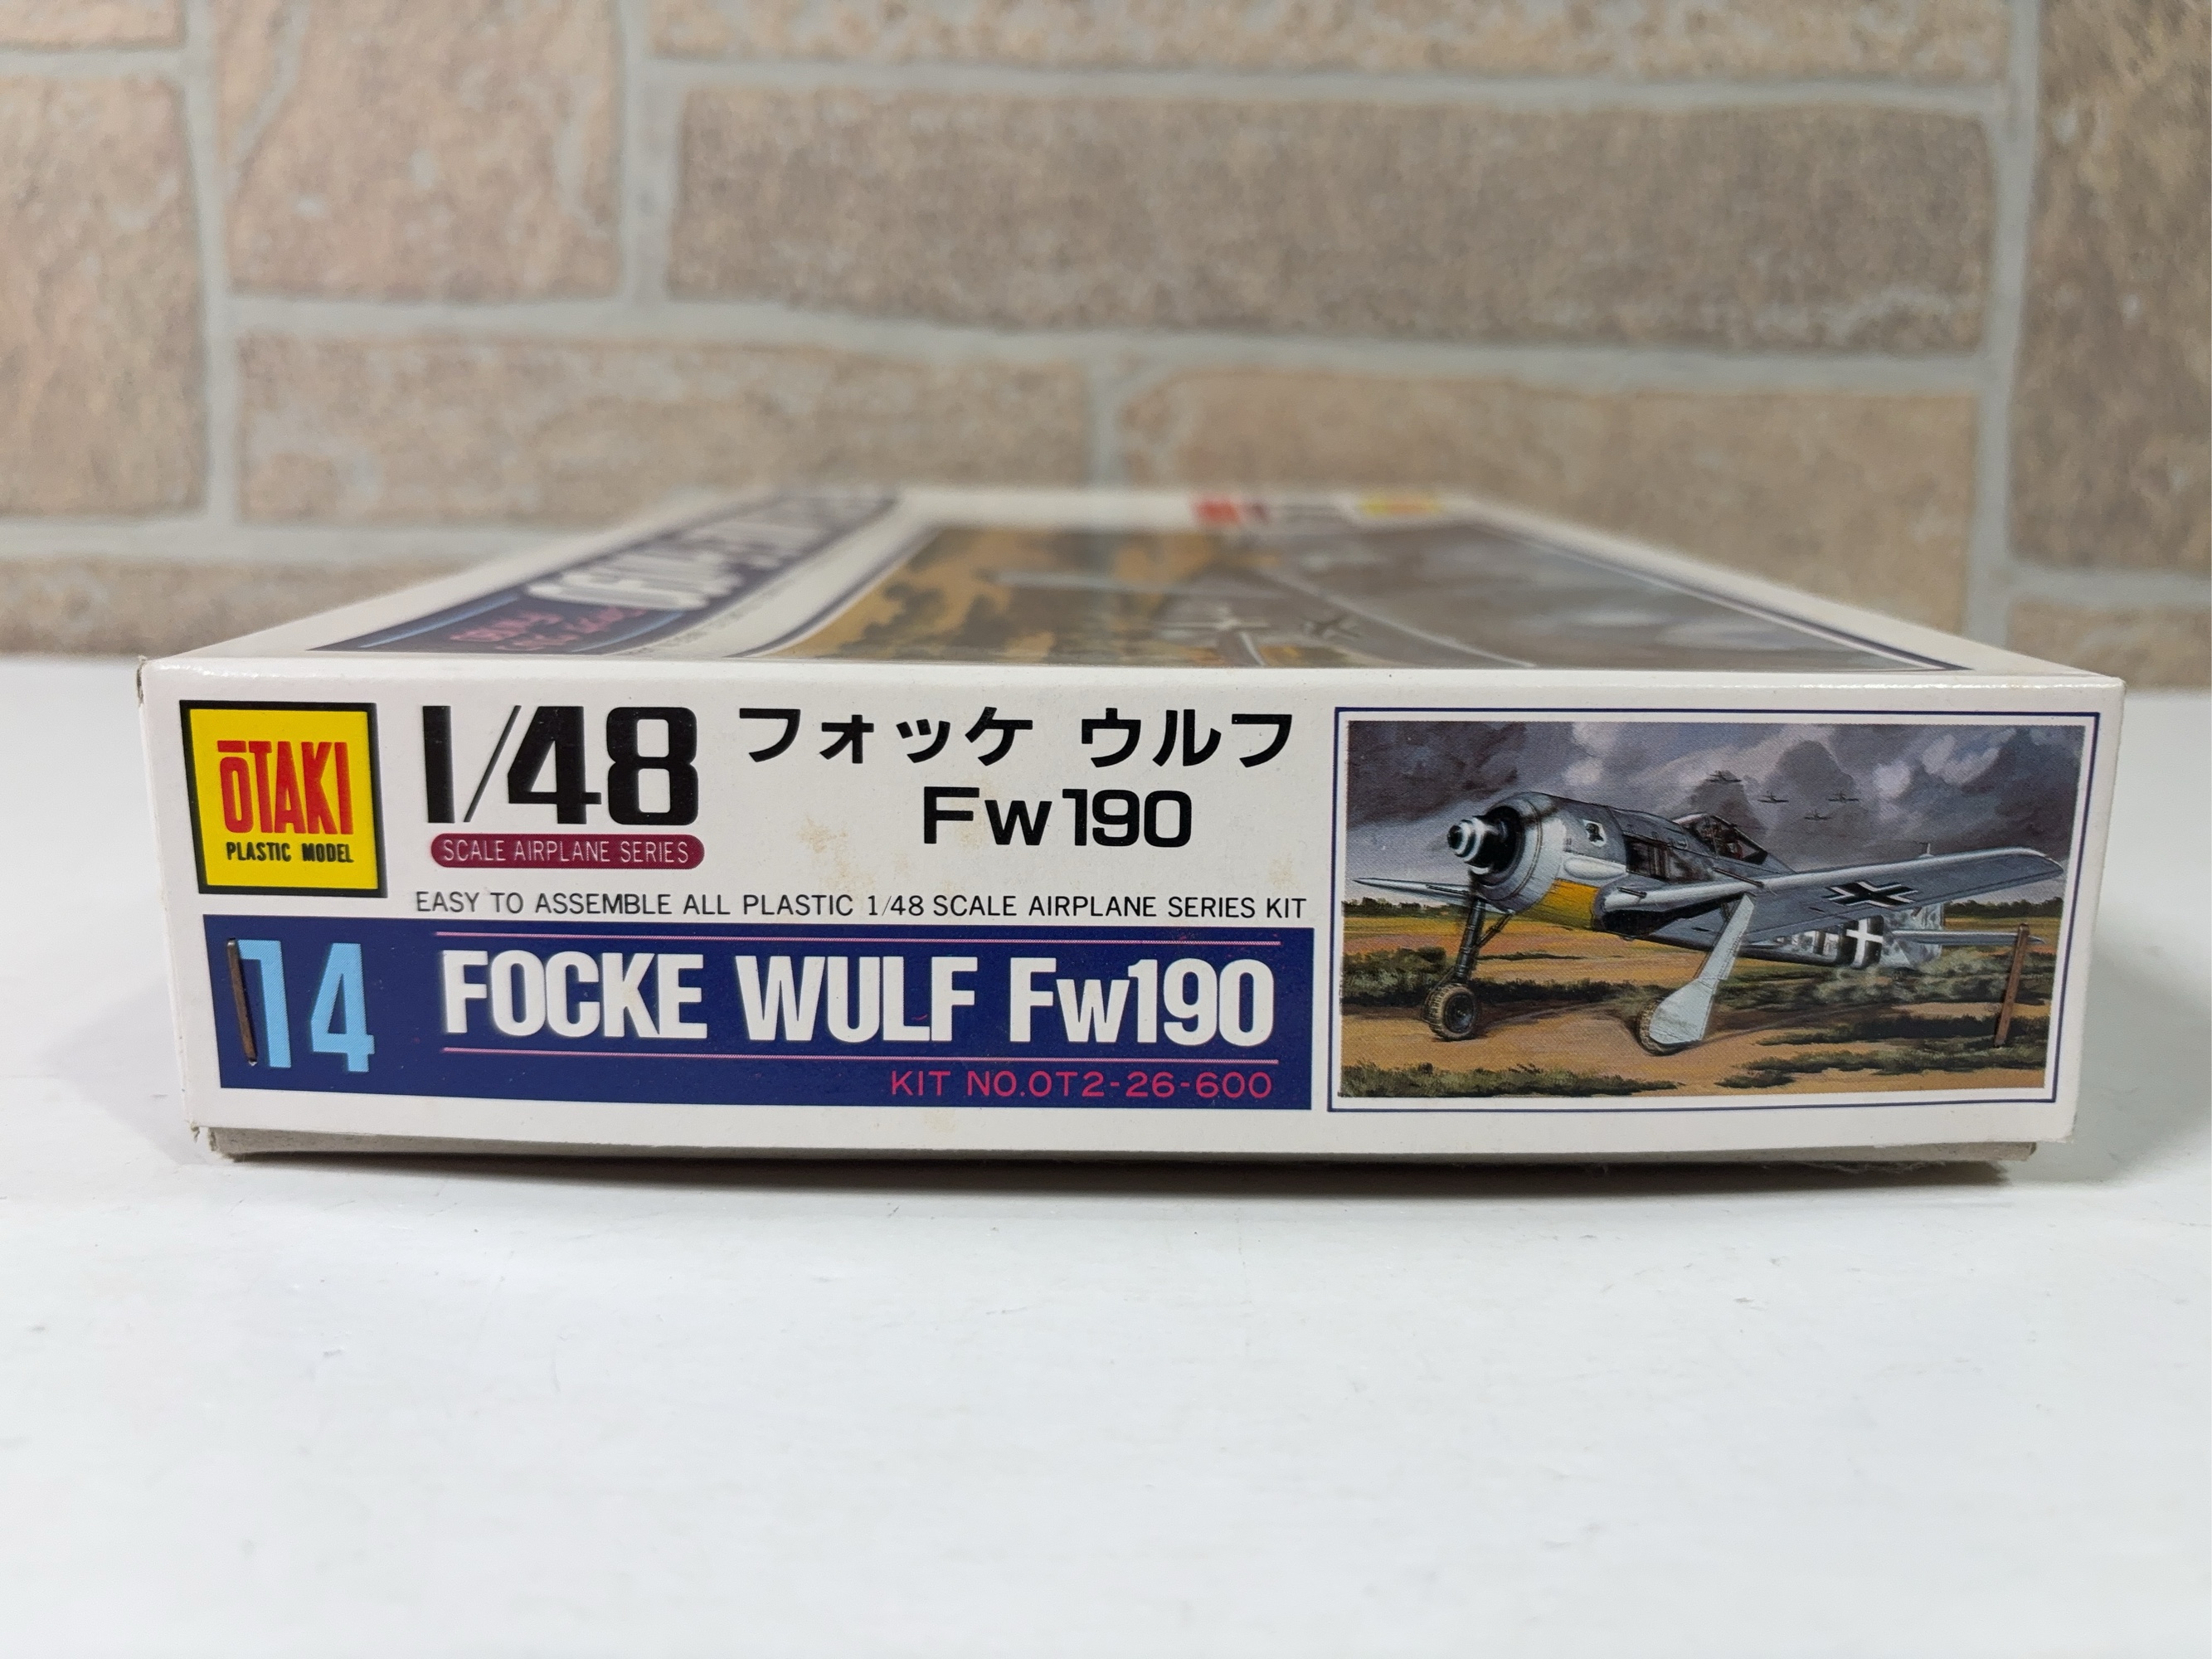 ŌTAKI
PLASTIC MODEL
1/48
SCALE AIRPLANE SERIES
フォッケ ウルフ
Fw190
EASY TO ASSEMBLE ALL PLASTIC 1/48 SCALE AIRPLANE SERIES KIT
14
FOCKE WULF Fw190
KIT NO.OT2-26-600